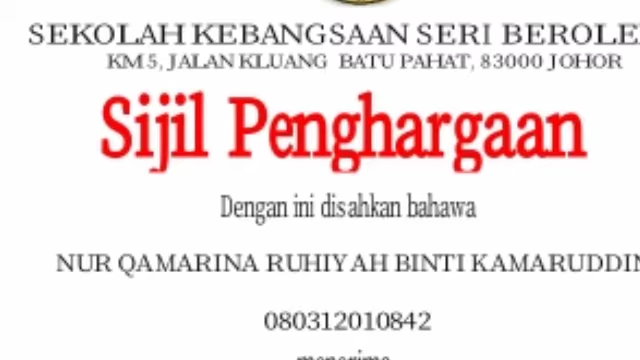 SEKOLAH KEBANGSAAN SERI BEROLE
KM 5, JALAN KLUANG BATU PAHAT, 83000 JOHOR
Sijil Penghargaan
Dengan ini disahkan bahawa
NUR QAMARINA RUHIYAH BINTI KAMARUDDIN
080312010842
menerima